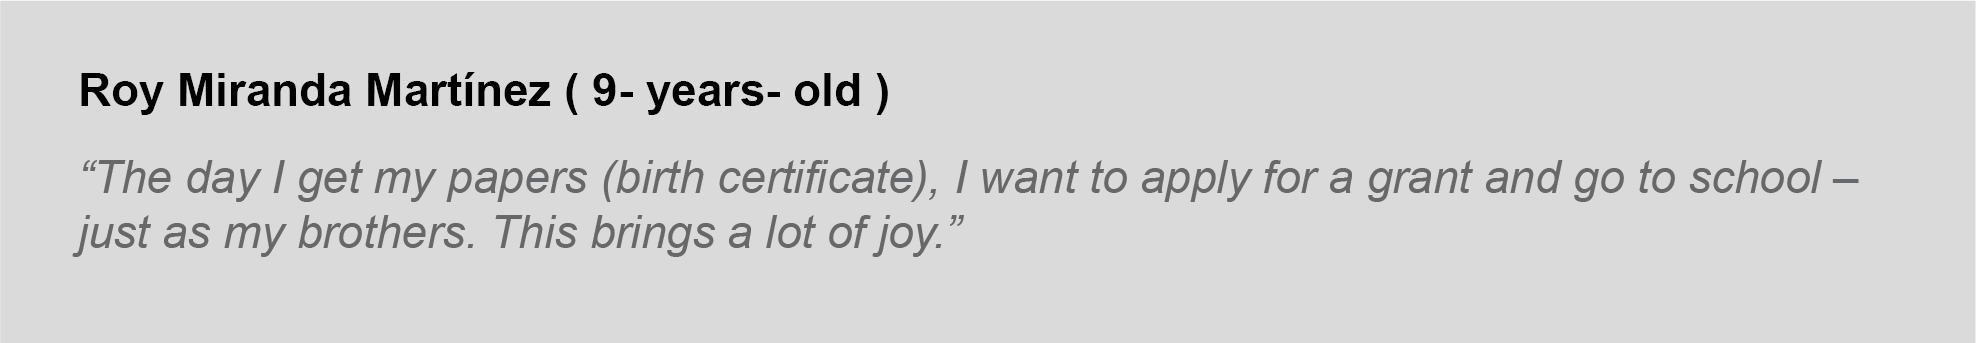 Roy Miranda Martínez ( 9- years- old )
“The day I get my papers (birth certificate), I want to apply for a grant and go to school –
just as my brothers. This brings a lot of joy.”